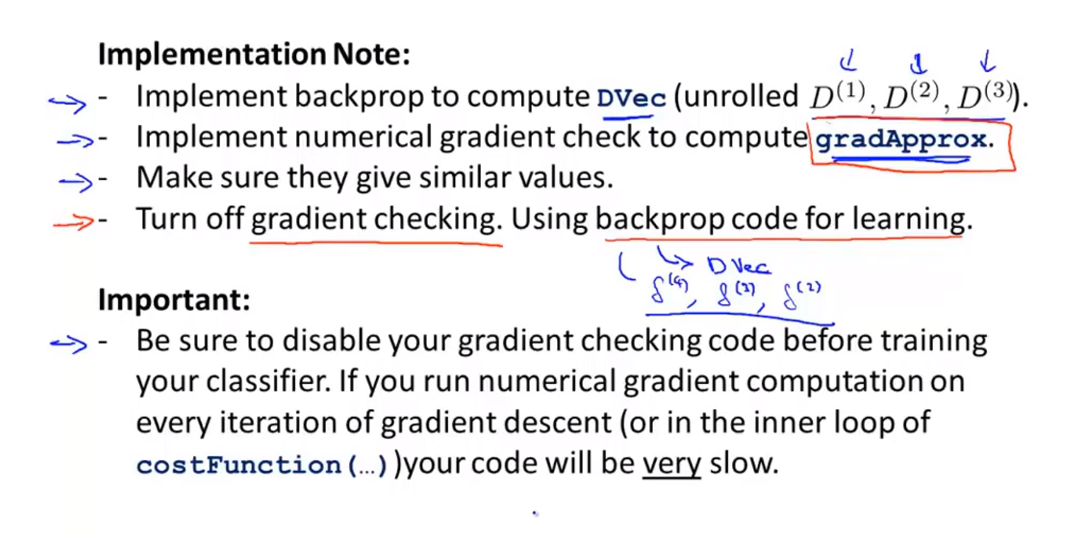 Implementation Note:
- Implement backprop to compute DVec (unrolled D^(1), D^(2), D^(3)).
- Implement numerical gradient check to compute gradApprox.
- Make sure they give similar values.
- Turn off gradient checking. Using backprop code for learning.
DVec
δ^(4), δ^(3), δ^(2)
Important:
- Be sure to disable your gradient checking code before training
your classifier. If you run numerical gradient computation on
every iteration of gradient descent (or in the inner loop of
costFunction(…))your code will be very slow.